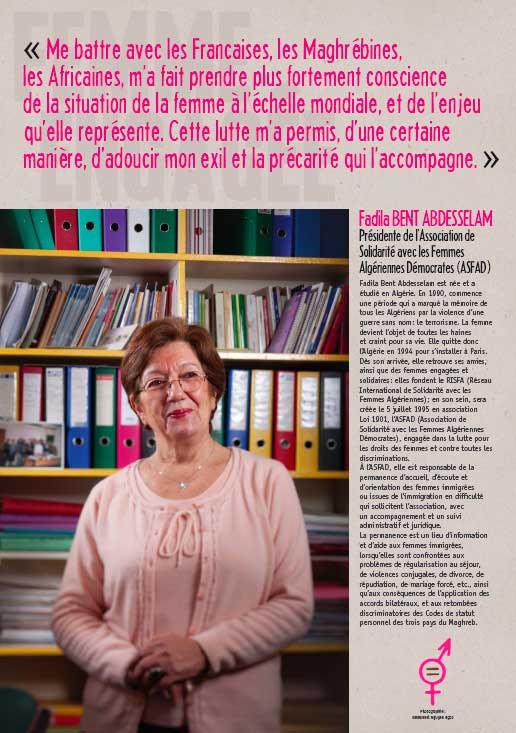 FEMME
ENGAGÉE
« Me battre avec les Francaises, les Maghrébines,
les Africaines, m'a fait prendre plus fortement conscience
de la situation de la femme à l'échelle mondiale, et de l'enjeu
qu'elle représente. Cette lutte m'a permis, d'une certaine
manière, d'adoucir mon exil et la précarité qui l'accompagne. »
Fadila BENT ABDESSELAM
Présidente de l'Association de
Solidarité avec les Femmes
Algériennes Démocrates (ASFAD)
Fadila Bent Abdesselam est née et a
étudié en Algérie. En 1990, commence
une période qui a marqué la mémoire de
tous les Algériens par la violence d'une
guerre sans nom: le terrorisme. La femme
devient l'objet de toutes les haines
et craint pour sa vie. Elle quitte donc
l'Algérie en 1994 pour s'installer à Paris.
Dès son arrivée, elle retrouve ses amies,
ainsi que des femmes engagées et
solidaires: elles fondent le RISFA (Réseau
International de Solidarité avec les
Femmes Algériennes); en son sein, sera
créée le 5 juillet 1995 en association
Loi 1901, l'ASFAD (Association de
Solidarité avec les Femmes Algériennes
Démocrates), engagée dans la lutte pour
les droits des femmes et contre toutes les
discriminations.
À l'ASFAD, elle est responsable de la
permanence d'accueil, d'écoute et
d'orientation des femmes immigrées
ou issues de l'immigration en difficulté
qui sollicitent l'association, avec
un accompagnement et un suivi
administratif et juridique.
La permanence est un lieu d'information
et d'aide aux femmes immigrées,
lorsqu'elles sont confrontées aux
problèmes de régularisation au séjour,
de violences conjugales, de divorce, de
répudiation, de mariage forcé, etc., ainsi
qu'aux conséquences de l'application des
accords bilatéraux, et aux retombées
discriminatoires des Codes de statut
personnel des trois pays du Maghreb.
Photographie: